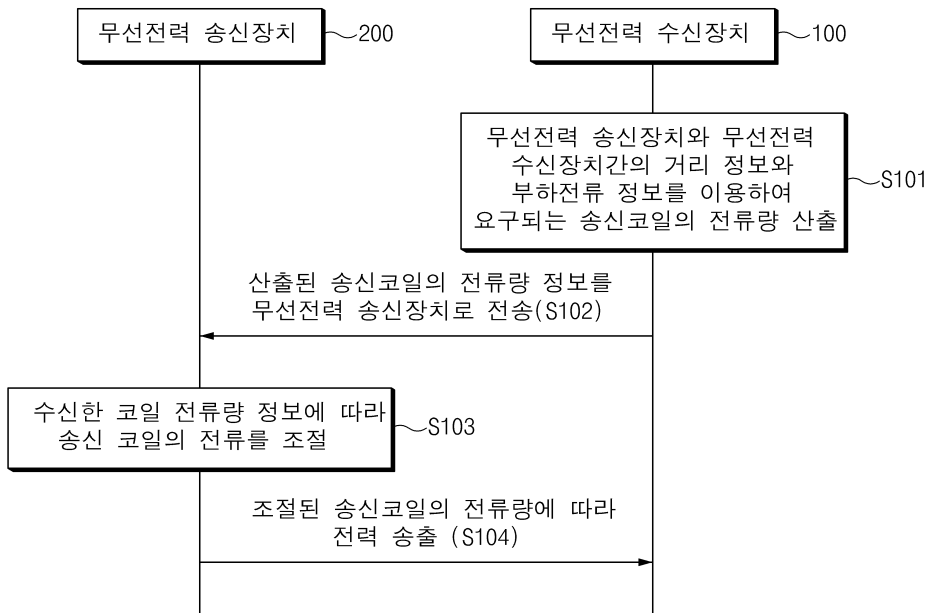 무선전력 송신장치
200
무선전력 수신장치
100
무선전력 송신장치와 무선전력
수신장치간의 거리 정보와
부하전류 정보를 이용하여
요구되는 송신코일의 전류량 산출
S101
산출된 송신코일의 전류량 정보를
무선전력 송신장치로 전송(S102)
수신한 코일 전류량 정보에 따라
송신 코일의 전류를 조절
S103
조절된 송신코일의 전류량에 따라
전력 송출 (S104)